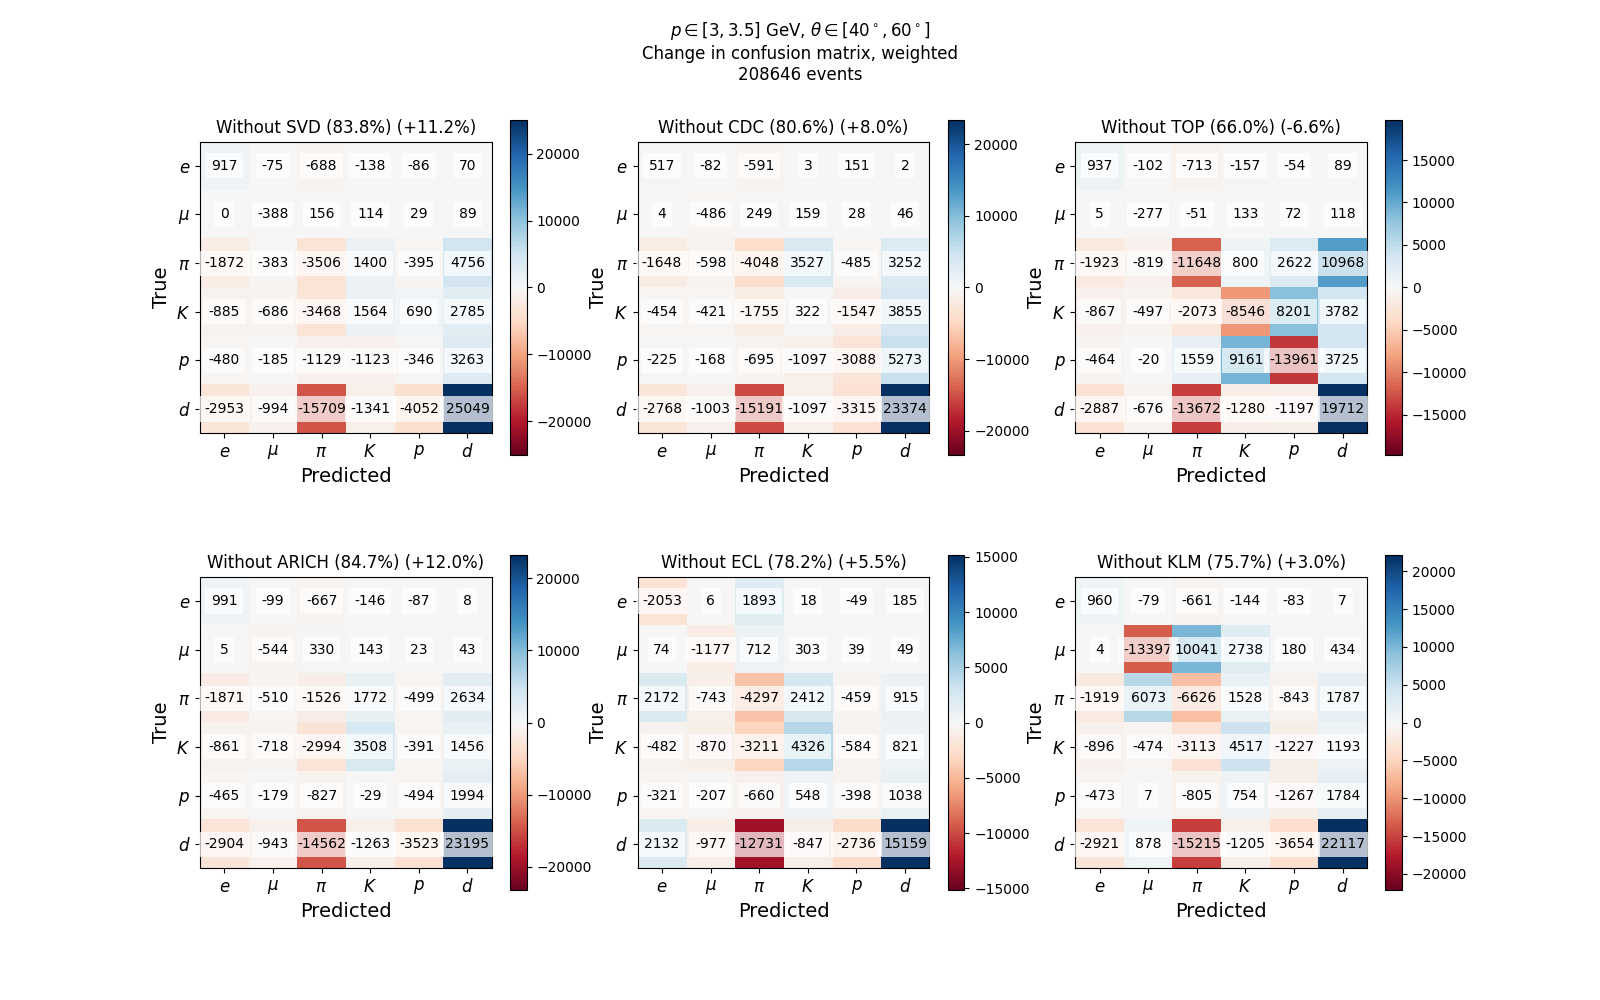 p ∈ [3, 3.5] GeV, θ ∈ [40°, 60°]
Change in confusion matrix, weighted
208646 events
Without SVD (83.8%) (+11.2%)
e 917 -75 -688 -138 -86 70
μ 0 -388 156 114 29 89
π -1872 -383 -3506 1400 -395 4756
K -885 -686 -3468 1564 690 2785
p -480 -185 -1129 -1123 -346 3263
d -2953 -994 -15709 -1341 -4052 25049
e μ π K p d
True
Predicted
20000
10000
0
−10000
−20000
Without CDC (80.6%) (+8.0%)
e 517 -82 -591 3 151 2
μ 4 -486 249 159 28 46
π -1648 -598 -4048 3527 -485 3252
K -454 -421 -1755 322 -1547 3855
p -225 -168 -695 -1097 -3088 5273
d -2768 -1003 -15191 -1097 -3315 23374
e μ π K p d
True
Predicted
20000
10000
0
−10000
−20000
Without TOP (66.0%) (-6.6%)
e 937 -102 -713 -157 -54 89
μ 5 -277 -51 133 72 118
π -1923 -819 -11648 800 2622 10968
K -867 -497 -2073 -8546 8201 3782
p -464 -20 1559 9161 -13961 3725
d -2887 -676 -13672 -1280 -1197 19712
e μ π K p d
True
Predicted
15000
10000
5000
0
−5000
−10000
−15000
Without ARICH (84.7%) (+12.0%)
e 991 -99 -667 -146 -87 8
μ 5 -544 330 143 23 43
π -1871 -510 -1526 1772 -499 2634
K -861 -718 -2994 3508 -391 1456
p -465 -179 -827 -29 -494 1994
d -2904 -943 -14562 -1263 -3523 23195
e μ π K p d
True
Predicted
20000
10000
0
−10000
−20000
Without ECL (78.2%) (+5.5%)
e -2053 6 1893 18 -49 185
μ 74 -1177 712 303 39 49
π 2172 -743 -4297 2412 -459 915
K -482 -870 -3211 4326 -584 821
p -321 -207 -660 548 -398 1038
d 2132 -977 -12731 -847 -2736 15159
e μ π K p d
True
Predicted
15000
10000
5000
0
−5000
−10000
−15000
Without KLM (75.7%) (+3.0%)
e 960 -79 -661 -144 -83 7
μ 4 -13397 10041 2738 180 434
π -1919 6073 -6626 1528 -843 1787
K -896 -474 -3113 4517 -1227 1193
p -473 7 -805 754 -1267 1784
d -2921 878 -15215 -1205 -3654 22117
e μ π K p d
True
Predicted
20000
15000
10000
5000
0
−5000
−10000
−15000
−20000